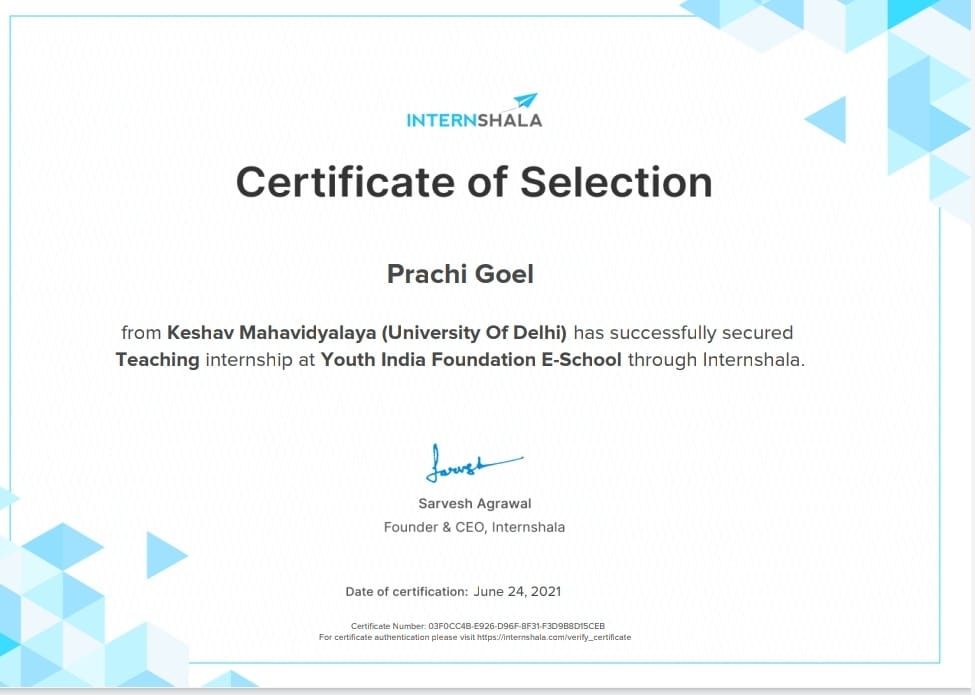 INTERNSHALA
Certificate of Selection
Prachi Goel
from Keshav Mahavidyalaya (University Of Delhi) has successfully secured
Teaching internship at Youth India Foundation E-School through Internshala.
Sarvesh
Sarvesh Agrawal
Founder & CEO, Internshala
Date of certification: June 24, 2021
Certificate Number: 03F0CC4B-E926-D96F-8F31-F3D9B8D15CEB
For certificate authentication please visit https://internshala.com/verify_certificate